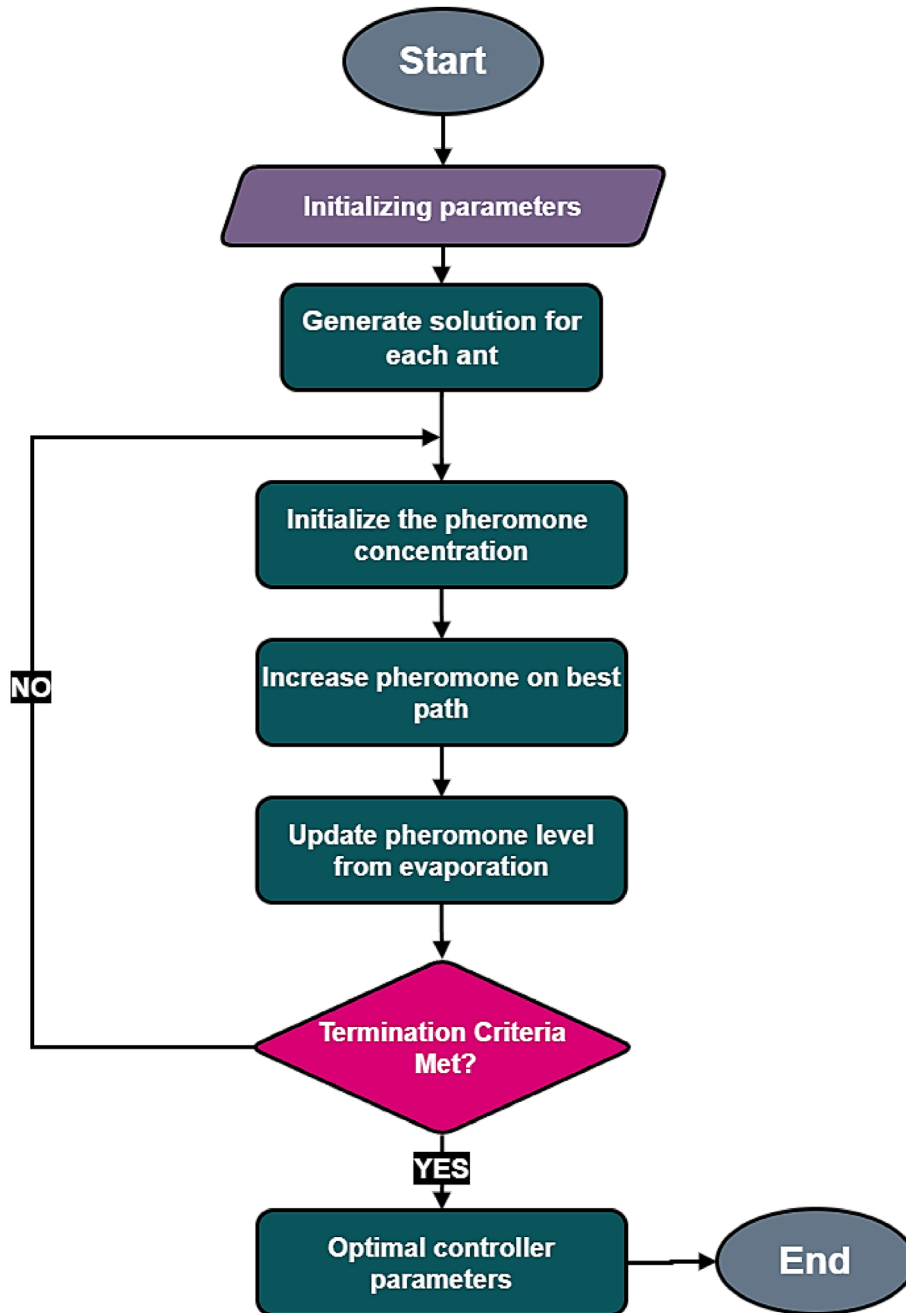 Start
Initializing parameters
Generate solution for
each ant
Initialize the pheromone
concentration
NO
Increase pheromone on best
path
Update pheromone level
from evaporation
Termination Criteria
Met?
YES
Optimal controller
parameters
End